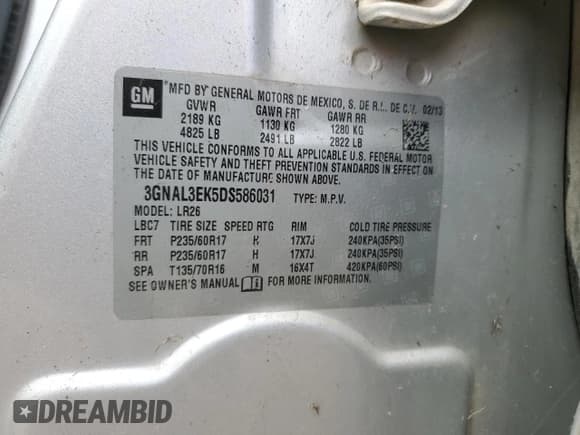 GM
*MFD BY GENERAL MOTORS DE MEXICO, S. DE R.L. DE C.V. 02/13
GVWR GAWR FRT GAWR RR
2189 KG 1130 KG 1280 KG
4825 LB 2491 LB 2822 LB
THIS VEHICLE CONFORMS TO ALL APPLICABLE U.S. FEDERAL MOTOR
VEHICLE SAFETY AND THEFT PREVENTION STANDARDS IN EFFECT ON
THE DATE OF MANUFACTURE SHOWN ABOVE.
3GNAL3EK5DS586031 TYPE: M.P.V.
MODEL: LR26
LBC7 TIRE SIZE SPEED RTG RIM COLD TIRE PRESSURE
FRT P235/60R17 H 17X7J 240KPA(35PSI)
RR P235/60R17 H 17X7J 240KPA(35PSI)
SPA T135/70R16 M 16X4T 420KPA(60PSI)
SEE OWNER'S MANUAL FOR MORE INFORMATION.
DREAMBID